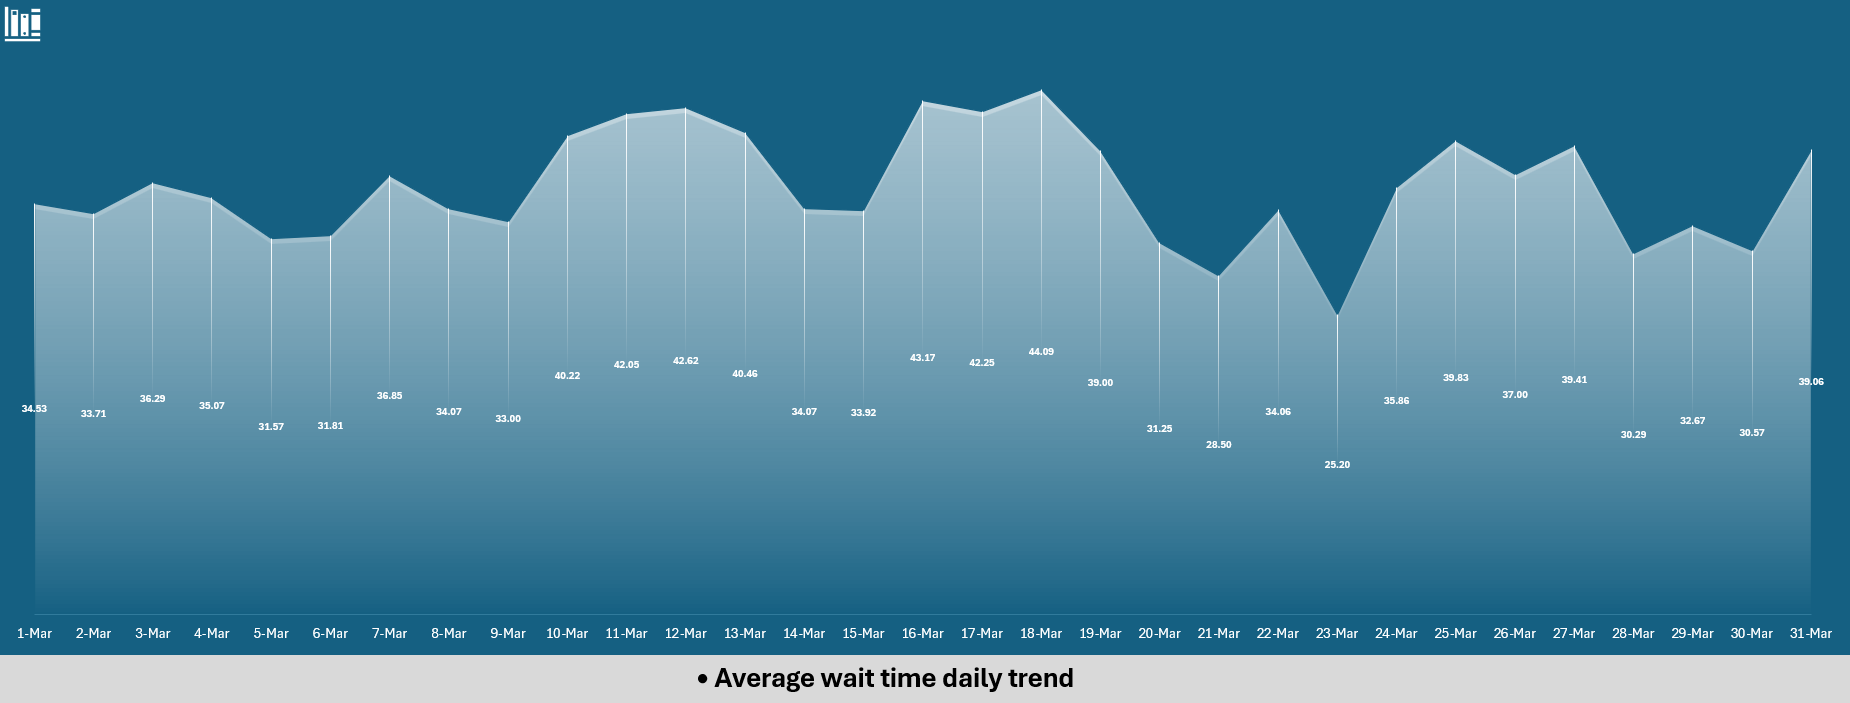 34.53 33.71 36.29 35.07 31.57 31.81 36.85 34.07 33.00 40.22 42.05 42.62 40.46 34.07 33.92 43.17 42.25 44.09 39.00 31.25 28.50 34.06 25.20 35.86 39.83 37.00 39.41 30.29 32.67 30.57 39.06
1-Mar 2-Mar 3-Mar 4-Mar 5-Mar 6-Mar 7-Mar 8-Mar 9-Mar 10-Mar 11-Mar 12-Mar 13-Mar 14-Mar 15-Mar 16-Mar 17-Mar 18-Mar 19-Mar 20-Mar 21-Mar 22-Mar 23-Mar 24-Mar 25-Mar 26-Mar 27-Mar 28-Mar 29-Mar 30-Mar 31-Mar
• Average wait time daily trend